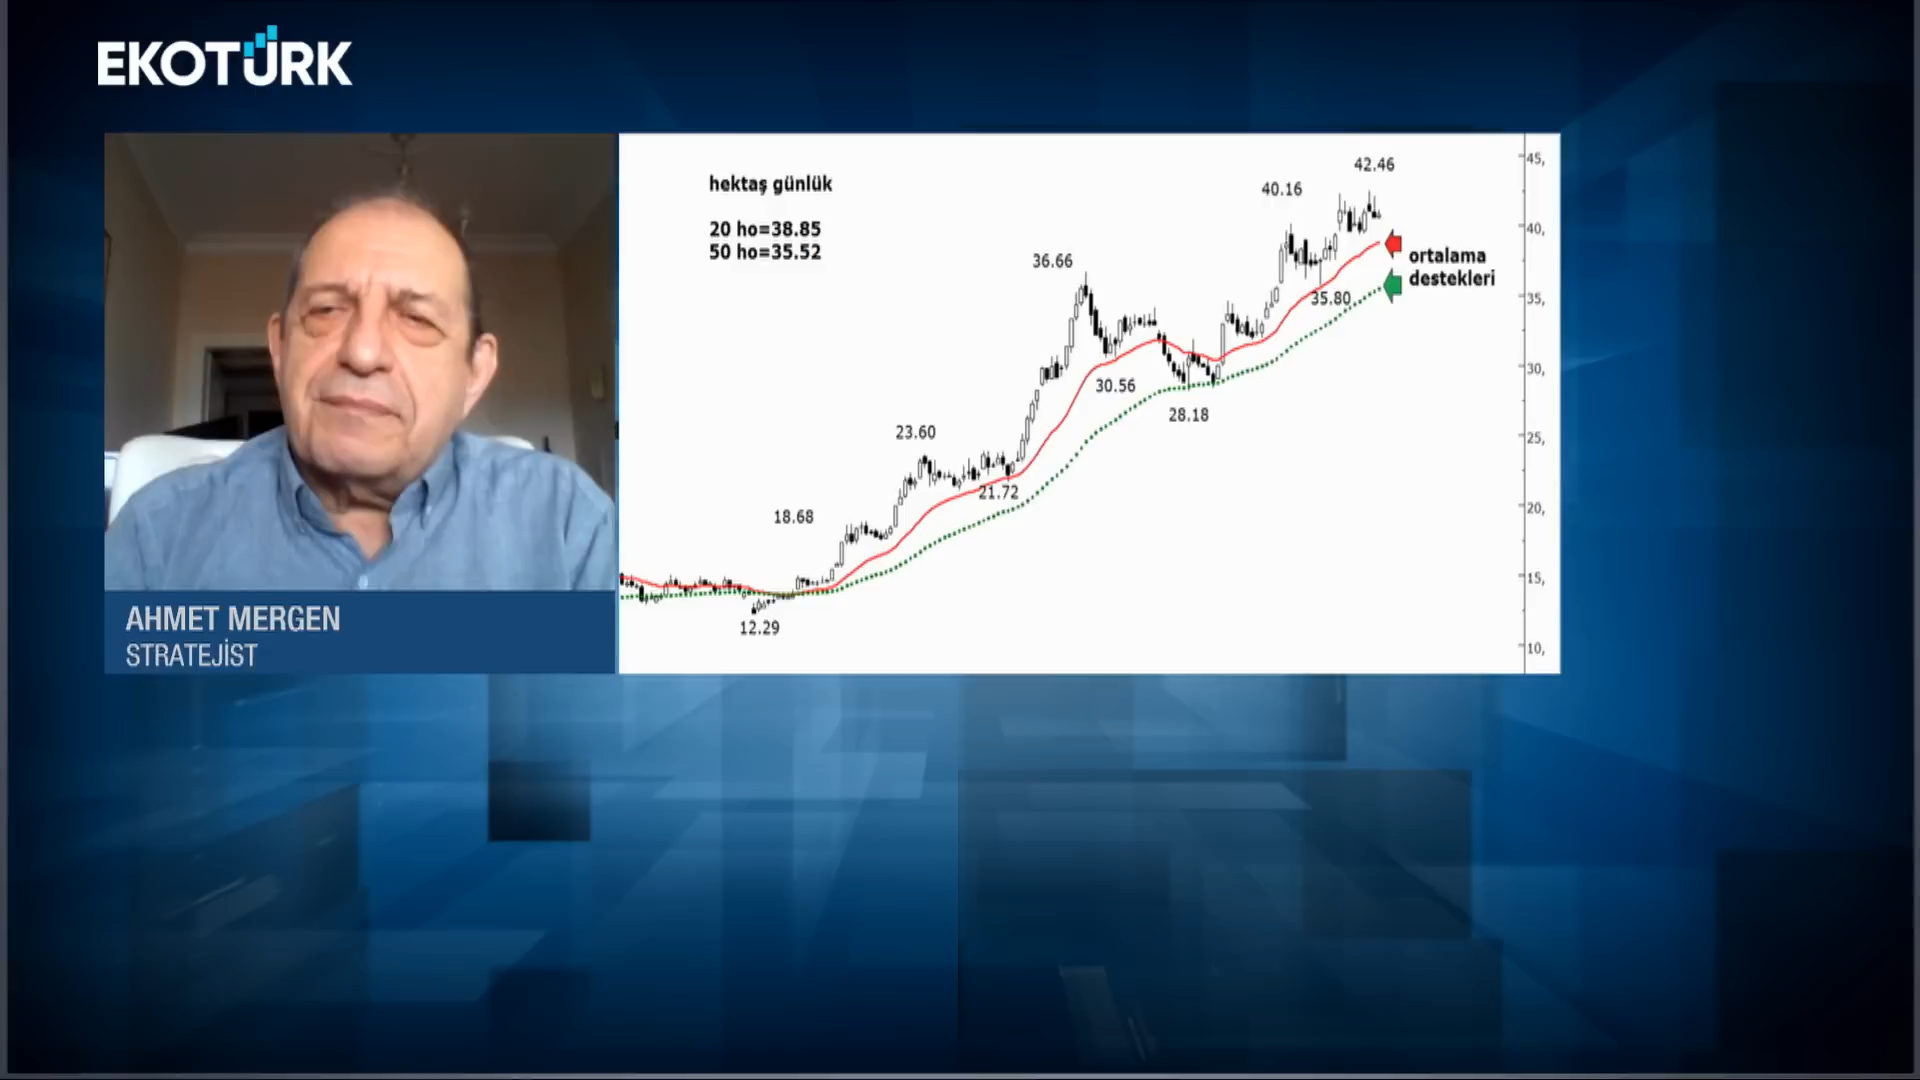 EKOTÜRK
AHMET MERGEN
STRATEJİST
hektaş günlük
20 ho=38.85
50 ho=35.52
12.29
18.68
23.60
21.72
36.66
30.56
28.18
40.16
35.80
42.46
ortalama
destekleri
45,
40,
35,
30,
25,
20,
15,
10,